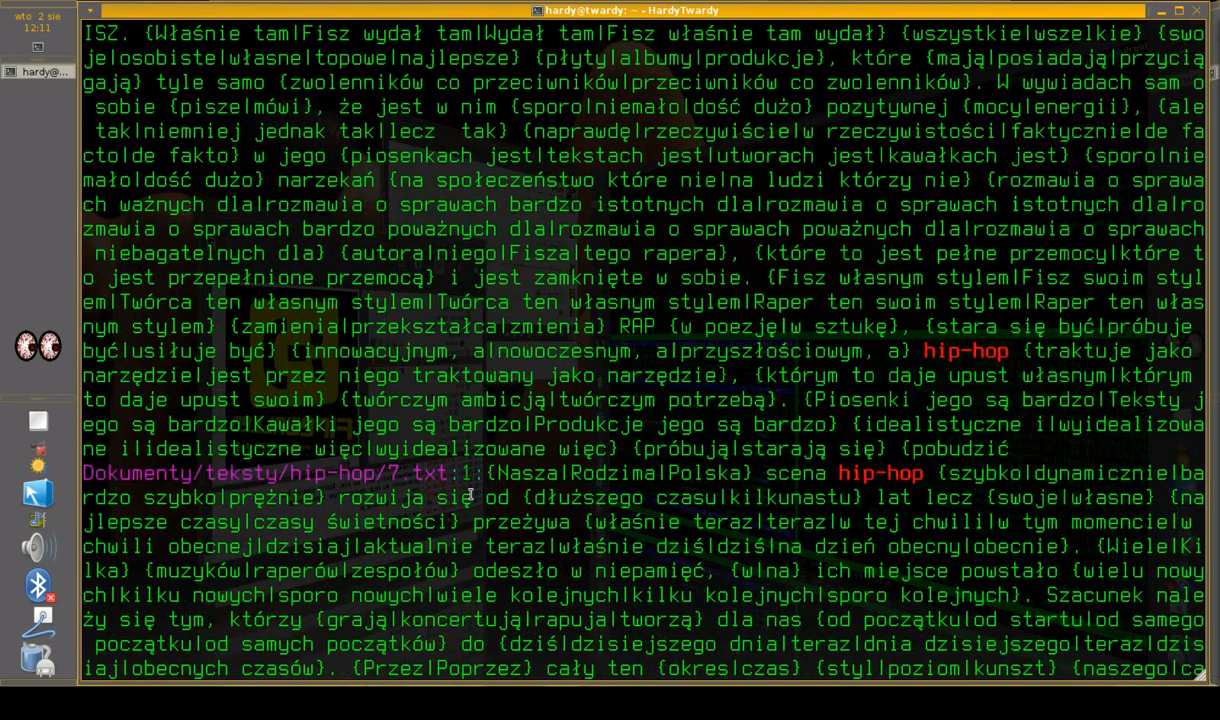 hardy@twardy: ~ - HardyTwardy
wto 2 sie
12:11
hardy@...
ISZ. {Właśnie tam|Fisz wydał tam|Wydał tam|Fisz właśnie tam wydał} {wszystkie|wszelkie} {swo
je|osobiste|własne|topowe|najlepsze} {płyty|albumy|produkcje}, które {mają|posiadają|przycią
gają} tyle samo {zwolenników co przeciwników|przeciwników co zwolenników}. W wywiadach sam o
sobie {pisze|mówi}, że jest w nim {sporo|niemało|dość dużo} pozytywnej {mocy|energii}, {ale
tak|niemniej jednak tak|lecz  tak} {naprawdę|rzeczywiście|w rzeczywistości|faktycznie|de fa
cto|de fakto} w jego {piosenkach jest|tekstach jest|utworach jest|kawałkach jest} {sporo|nie
mało|dość dużo} narzekań {na społeczeństwo które nie|na ludzi którzy nie} {rozmawia o sprawa
ch ważnych dla|rozmawia o sprawach bardzo istotnych dla|rozmawia o sprawach istotnych dla|ro
zmawia o sprawach bardzo poważnych dla|rozmawia o sprawach poważnych dla|rozmawia o sprawach
niebagatelnych dla} {autora|niego|Fisza|tego rapera}, {które to jest pełne przemocy|które t
o jest przepełnione przemocą} i jest zamknięte w sobie. {Fisz własnym stylem|Fisz swoim styl
em|Twórca ten własnym stylem|Twórca ten własnym stylem|Raper ten swoim stylem|Raper ten włas
nym stylem} {zamienia|przekształca|zmienia} RAP {w poezję|w sztukę}, {stara się być|próbuje
być|usiłuje być} {innowacyjnym, a|nowoczesnym, a|przyszłościowym, a} hip-hop {traktuje jako
narzędzie|jest przez niego traktowany jako narzędzie}, {którym to daje upust własnym|którym
to daje upust swoim} {twórczym ambicją|twórczym potrzebą}. {Piosenki jego są bardzo|Teksty j
ego są bardzo|Kawałki jego są bardzo|Produkcje jego są bardzo} {idealistyczne i|wyidealizowa
ne i|idealistyczne więc|wyidealizowane więc} {próbują|starają się} {pobudzić
Dokumenty/teksty/hip-hop/7.txt:1:{Nasza|Rodzima|Polska} scena hip-hop {szybko|dynamicznie|ba
rdzo szybko|prężnie} rozwija się od {dłuższego czasu|kilkunastu} lat lecz {swoje|własne} {na
jlepsze czasy|czasy świetności} przeżywa {właśnie teraz|teraz|w tej chwili|w tym momencie|w
chwili obecnej|dzisiaj|aktualnie teraz|właśnie dziś|dziś|na dzień obecny|obecnie}. {Wiele|Ki
lka} {muzyków|raperów|zespołów} odeszło w niepamięć, {w|na} ich miejsce powstało {wielu nowy
ch|kilku nowych|sporo nowych|wiele kolejnych|kilku kolejnych|sporo kolejnych}. Szacunek nale
ży się tym, którzy {grają|koncertują|rapują|tworzą} dla nas {od początku|od startu|od samego
początku|od samych początków} do {dziś|dzisiejszego dnia|teraz|dnia dzisiejszego|teraz|dzis
iaj|obecnych czasów}. {Przez|Poprzez} cały ten {okres|czas} {styl|poziom|kunszt} {naszego|ca